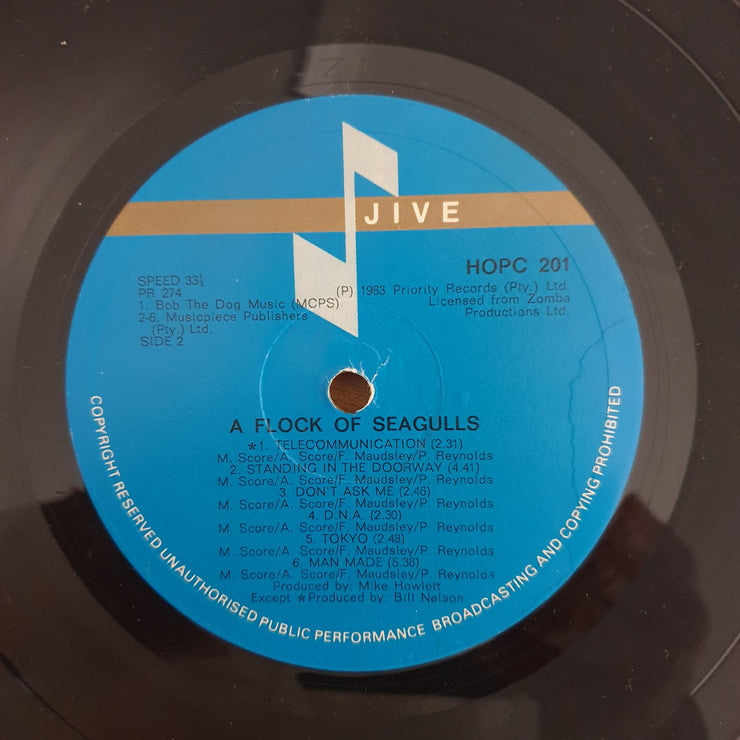 JIVE
HOPC 201
SPEED 33⅓
PR 274
1. Bob The Dog Music (MCPS)
2-6. Musicpiece Publishers
(Pty.) Ltd.
SIDE 2
(P) 1983 Priority Records (Pty.) Ltd.
Licensed from Zomba
Productions Ltd.
A FLOCK OF SEAGULLS
*1. TELECOMMUNICATION (2.31)
M. Score/A. Score/F. Maudsley/P. Reynolds
2. STANDING IN THE DOORWAY (4.41)
M. Score/A. Score/F. Maudsley/P. Reynolds
3. DON'T ASK ME (2.46)
M. Score/A. Score/F. Maudsley/P. Reynolds
4. D.N.A. (2.30)
M. Score/A. Score/F. Maudsley/P. Reynolds
5. TOKYO (2.48)
M. Score/A. Score/F. Maudsley/P. Reynolds
6. MAN MADE (5.38)
M. Score/A. Score/F. Maudsley/P. Reynolds
Produced by: Mike Howlett
Except *Produced by: Bill Nelson
COPYRIGHT RESERVED UNAUTHORISED PUBLIC PERFORMANCE BROADCASTING AND COPYING PROHIBITED